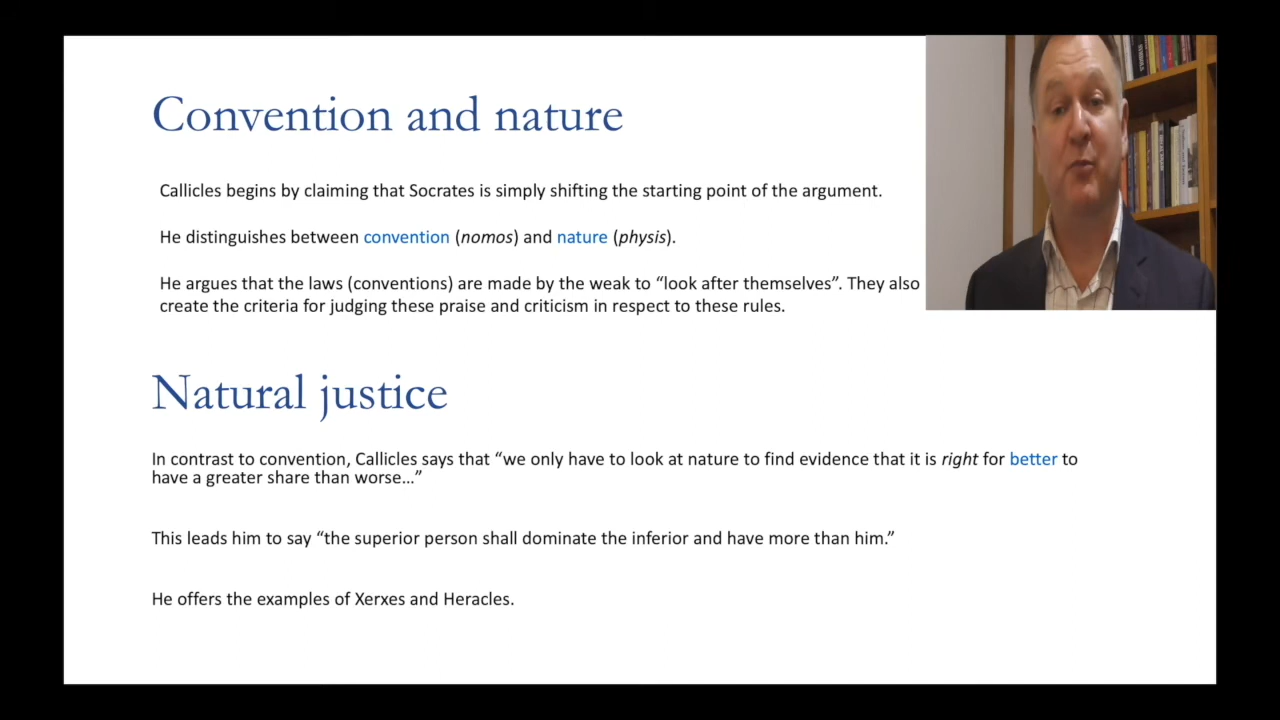 Convention and nature
Callicles begins by claiming that Socrates is simply shifting the starting point of the argument.
He distinguishes between convention (nomos) and nature (physis).
He argues that the laws (conventions) are made by the weak to “look after themselves”. They also
create the criteria for judging these praise and criticism in respect to these rules.
Natural justice
In contrast to convention, Callicles says that “we only have to look at nature to find evidence that it is right for better to
have a greater share than worse…”
This leads him to say “the superior person shall dominate the inferior and have more than him.”
He offers the examples of Xerxes and Heracles.